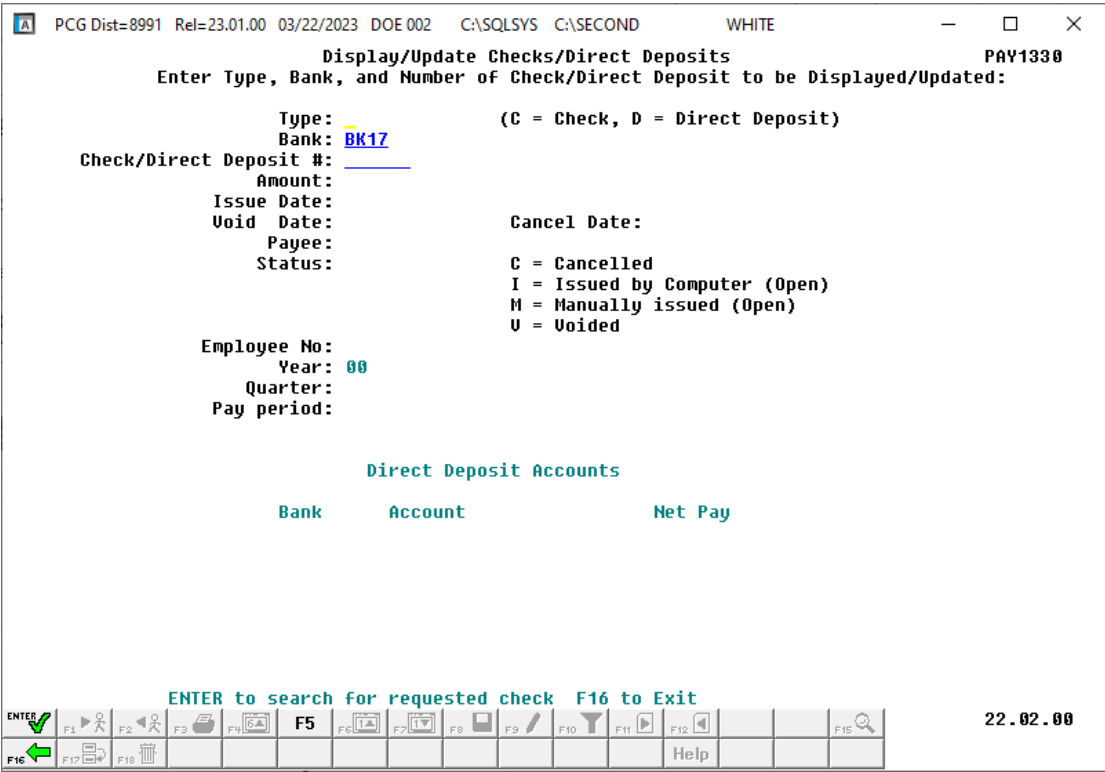 PCG Dist=8991 Rel=23.01.00 03/22/2023 DOE 002 C:\SQLSYS C:\SECOND WHITE
Display/Update Checks/Direct Deposits PAY1330
Enter Type, Bank, and Number of Check/Direct Deposit to be Displayed/Updated:
Type: _ (C = Check, D = Direct Deposit)
Bank: BK17
Check/Direct Deposit #: ______
Amount:
Issue Date:
Void Date: Cancel Date:
Payee:
Status: C = Cancelled
I = Issued by Computer (Open)
M = Manually issued (Open)
V = Voided
Employee No:
Year: 00
Quarter:
Pay period:
Direct Deposit Accounts
Bank Account Net Pay
ENTER to search for requested check F16 to Exit
ENTER F1 F2 F3 F4 F5 F6 F7 F8 F9 F10 F11 F12 F15 22.02.00
F16 F17 F18 Help